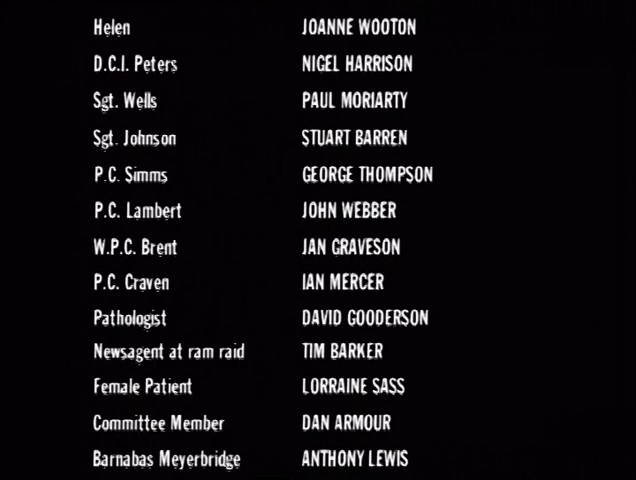 Helen JOANNE WOOTON
D.C.I. Peters NIGEL HARRISON
Sgt. Wells PAUL MORIARTY
Sgt. Johnson STUART BARREN
P.C. Simms GEORGE THOMPSON
P.C. Lambert JOHN WEBBER
W.P.C. Brent JAN GRAVESON
P.C. Craven IAN MERCER
Pathologist DAVID GOODERSON
Newsagent at ram raid TIM BARKER
Female Patient LORRAINE SASS
Committee Member DAN ARMOUR
Barnabas Meyerbridge ANTHONY LEWIS